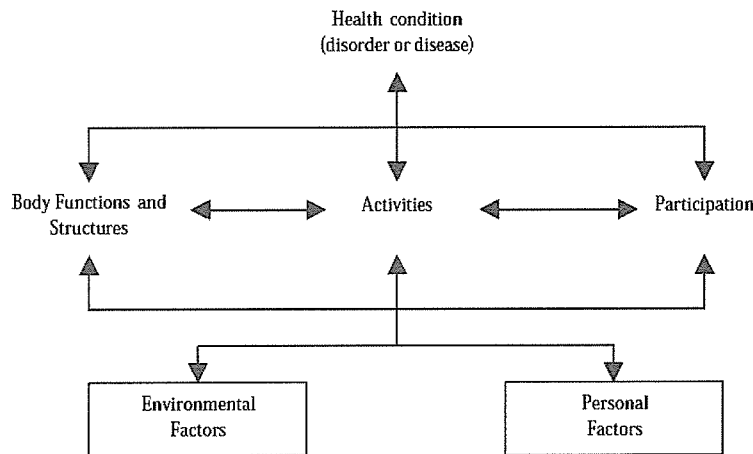 Health condition
(disorder or disease)
Body Functions and
Structures
Activities
Participation
Environmental
Factors
Personal
Factors